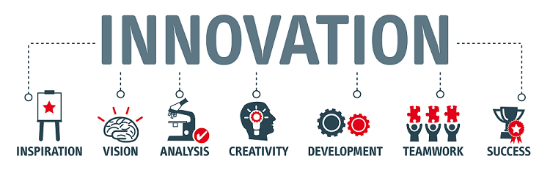 INNOVATION
INSPIRATION
VISION
ANALYSIS
CREATIVITY
DEVELOPMENT
TEAMWORK
SUCCESS